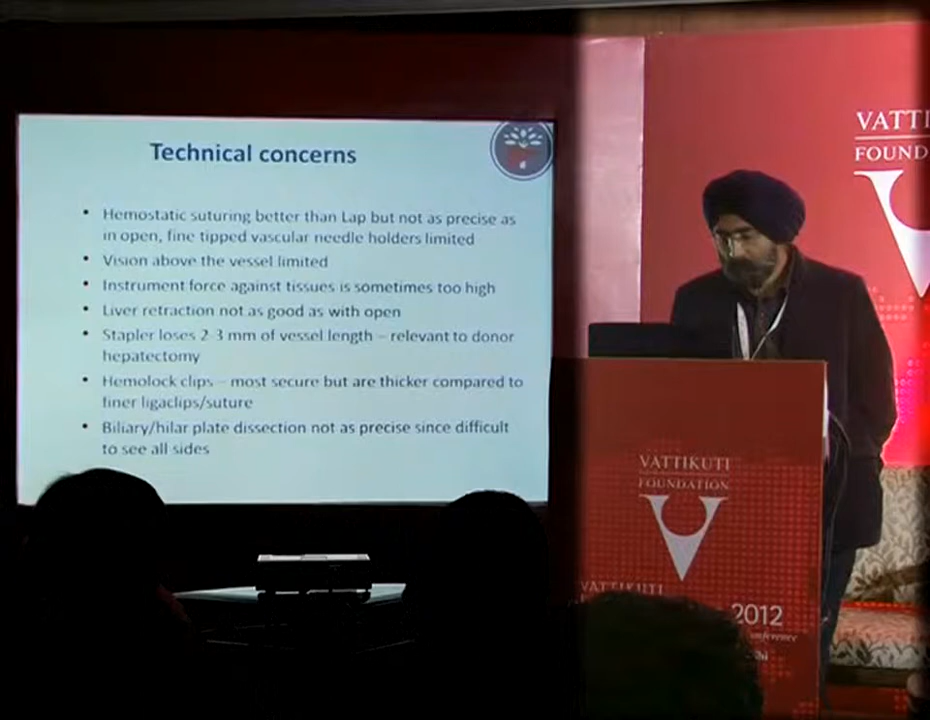 Technical concerns
• Hemostatic suturing better than Lap but not as precise as
in open, fine tipped vascular needle holders limited
• Vision above the vessel limited
• Instrument force against tissues is sometimes too high
• Liver retraction not as good as with open
• Stapler loses 2-3 mm of vessel length – relevant to donor
hepatectomy
• Hemolock clips – most secure but are thicker compared to
finer ligaclips/suture
• Biliary/hilar plate dissection not as precise since difficult
to see all sides
VATTI
FOUND
VATTIKUTI
FOUNDATION
VATTIKUTI
2012